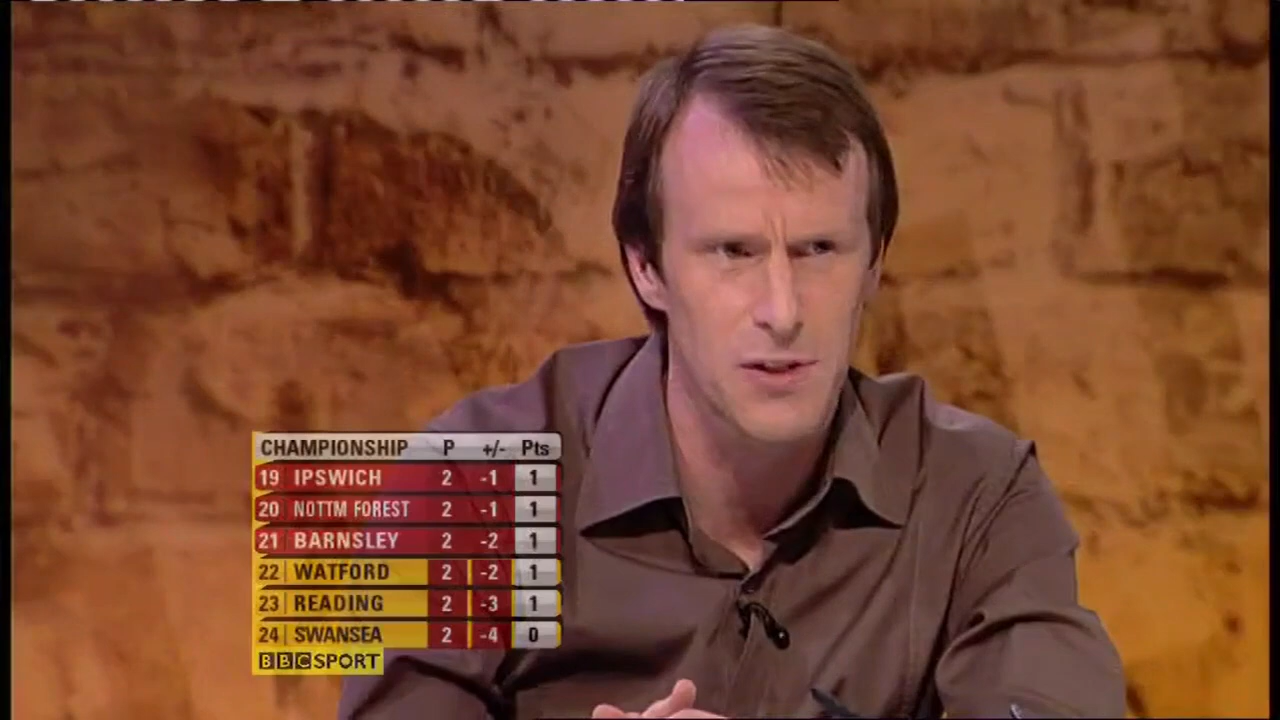 CHAMPIONSHIP P +/- Pts
19 IPSWICH 2 -1 1
20 NOTTM FOREST 2 -1 1
21 BARNSLEY 2 -2 1
22 WATFORD 2 -2 1
23 READING 2 -3 1
24 SWANSEA 2 -4 0
BBC SPORT